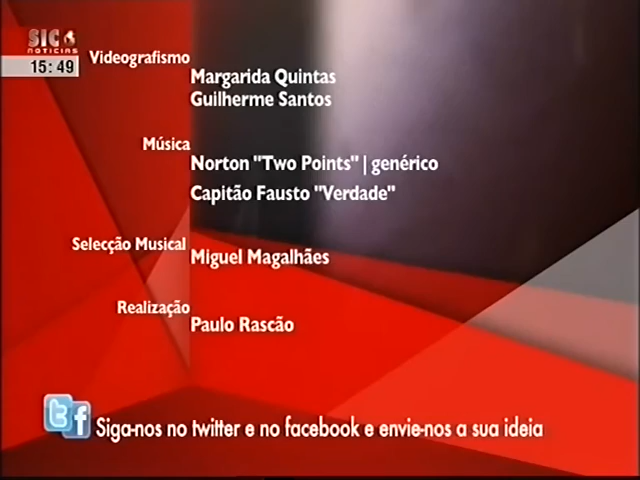 SIC
NOTÍCIAS
15:49
Videografismo
Margarida Quintas
Guilherme Santos
Música
Norton "Two Points" | genérico
Capitão Fausto "Verdade"
Selecção Musical
Miguel Magalhães
Realização
Paulo Rascão
Siga-nos no twitter e no facebook e envie-nos a sua ideia